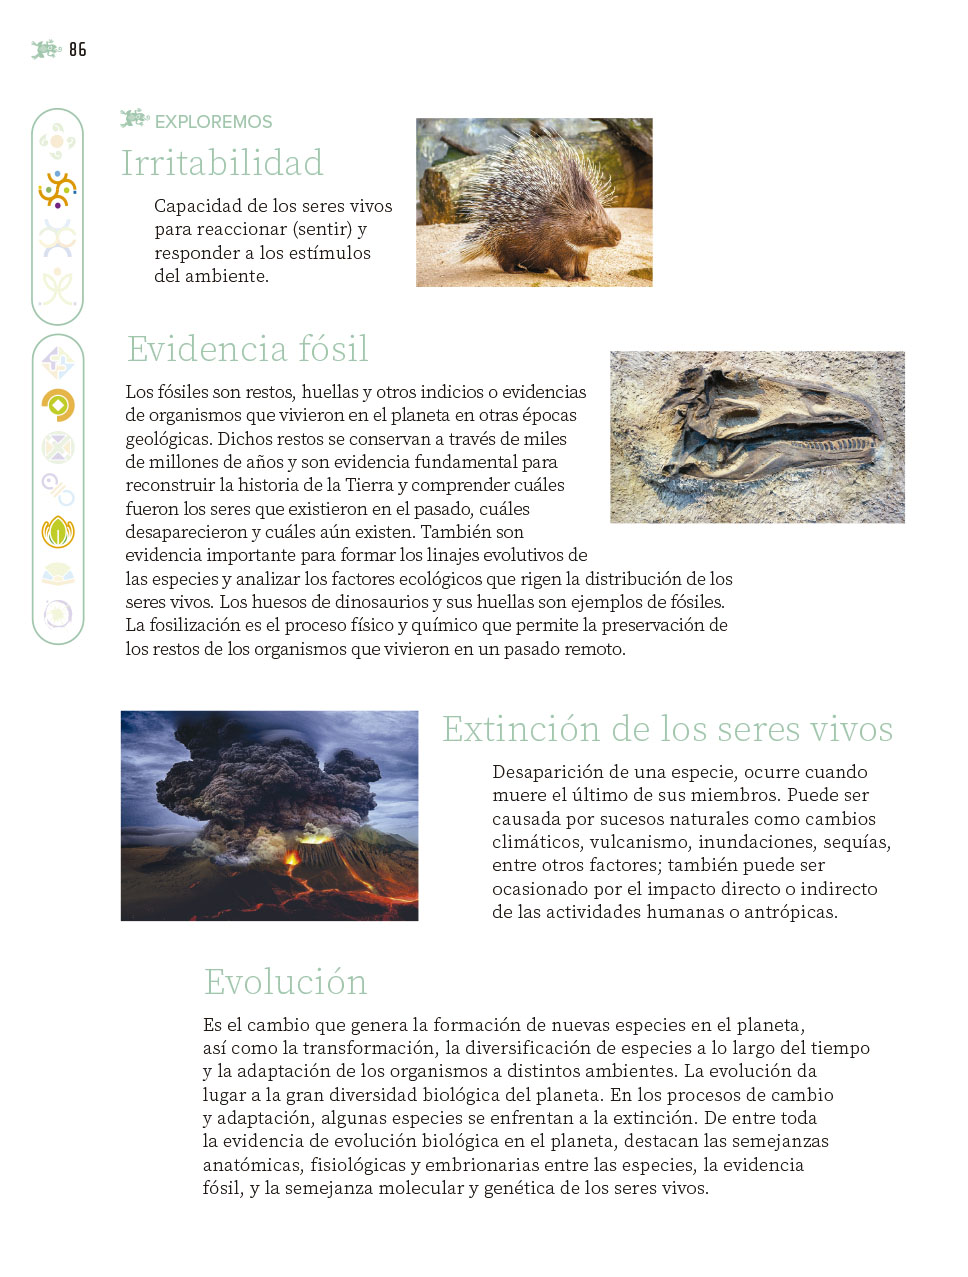 86
EXPLOREMOS
Irritabilidad
Capacidad de los seres vivos
para reaccionar (sentir) y
responder a los estímulos
del ambiente.
Evidencia fósil
Los fósiles son restos, huellas y otros indicios o evidencias
de organismos que vivieron en el planeta en otras épocas
geológicas. Dichos restos se conservan a través de miles
de millones de años y son evidencia fundamental para
reconstruir la historia de la Tierra y comprender cuáles
fueron los seres que existieron en el pasado, cuáles
desaparecieron y cuáles aún existen. También son
evidencia importante para formar los linajes evolutivos de
las especies y analizar los factores ecológicos que rigen la distribución de los
seres vivos. Los huesos de dinosaurios y sus huellas son ejemplos de fósiles.
La fosilización es el proceso físico y químico que permite la preservación de
los restos de los organismos que vivieron en un pasado remoto.
Extinción de los seres vivos
Desaparición de una especie, ocurre cuando
muere el último de sus miembros. Puede ser
causada por sucesos naturales como cambios
climáticos, vulcanismo, inundaciones, sequías,
entre otros factores; también puede ser
ocasionado por el impacto directo o indirecto
de las actividades humanas o antrópicas.
Evolución
Es el cambio que genera la formación de nuevas especies en el planeta,
así como la transformación, la diversificación de especies a lo largo del tiempo
y la adaptación de los organismos a distintos ambientes. La evolución da
lugar a la gran diversidad biológica del planeta. En los procesos de cambio
y adaptación, algunas especies se enfrentan a la extinción. De entre toda
la evidencia de evolución biológica en el planeta, destacan las semejanzas
anatómicas, fisiológicas y embrionarias entre las especies, la evidencia
fósil, y la semejanza molecular y genética de los seres vivos.